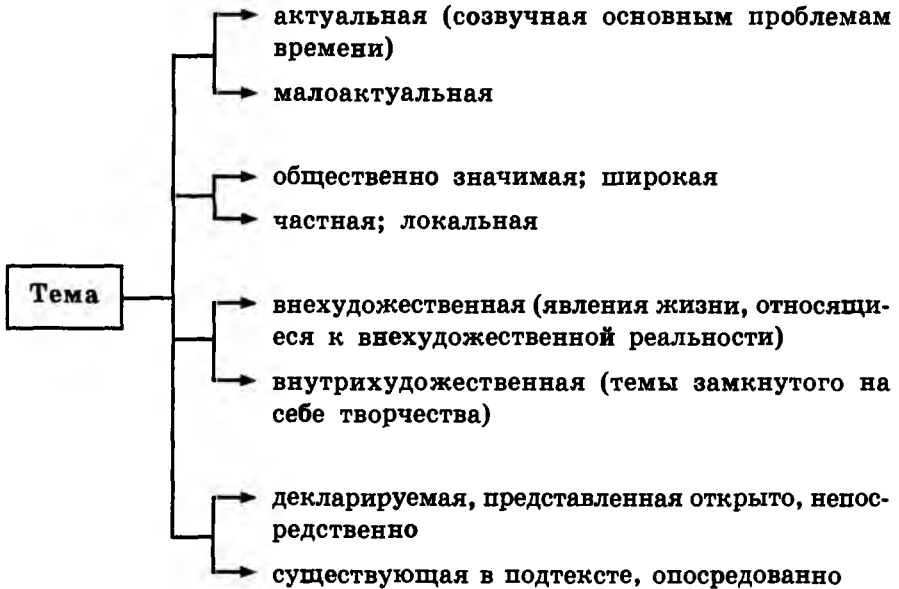 актуальная (созвучная основным проблемам
времени)
малоактуальная
общественно значимая; широкая
частная; локальная
Тема
внехудожественная (явления жизни, относящи-
еся к внехудожественной реальности)
внутрихудожественная (темы замкнутого на
себе творчества)
декларируемая, представленная открыто, непос-
редственно
существующая в подтексте, опосредованно